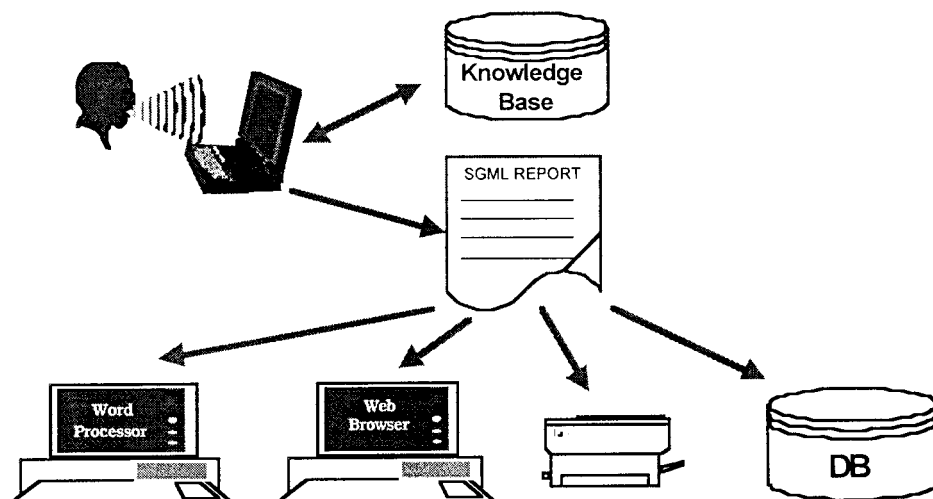 Knowledge
Base
SGML REPORT
Word
Processor
Web
Browser
DB